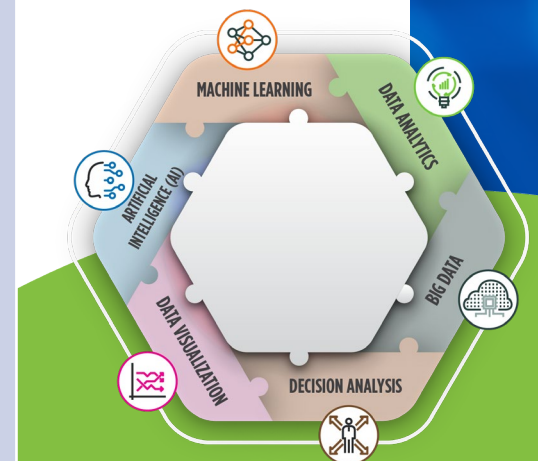 MACHINE LEARNING
DATA ANALYTICS
ARTIFICIAL
INTELLIGENCE (AI)
BIG DATA
DATA VISUALIZATION
DECISION ANALYSIS